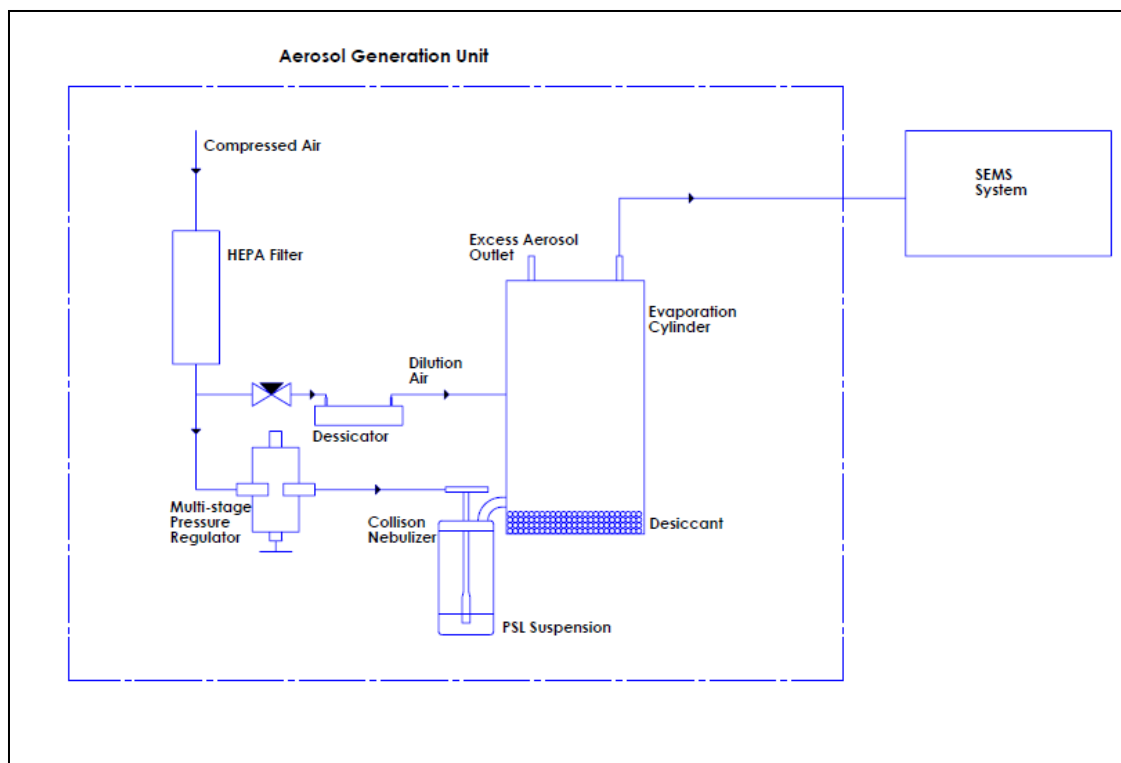 Aerosol Generation Unit
Compressed Air
SEMS
System
HEPA Filter
Excess Aerosol
Outlet
Evaporation
Cylinder
Dilution
Air
Dessicator
Multi-stage
Pressure
Regulator
Collison
Nebulizer
Desiccant
PSL Suspension